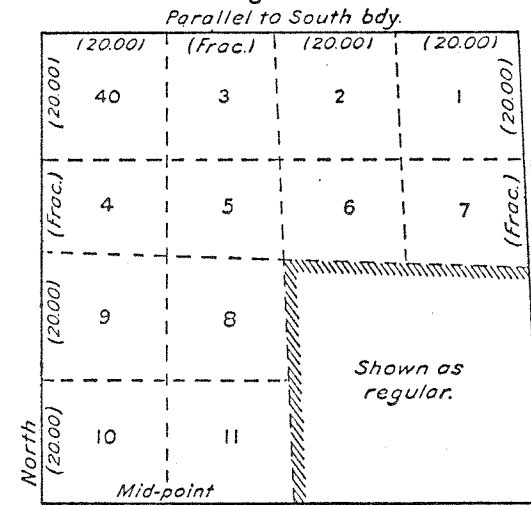 Parallel to South bdy.
(20.00) (Frac.) (20.00) (20.00)
(20.00) 40 3 2 1 (20.00)
(Frac.) 4 5 6 7 (Frac.)
(20.00) 9 8
Shown as
regular.
North (20.00) 10 11
Mid-point